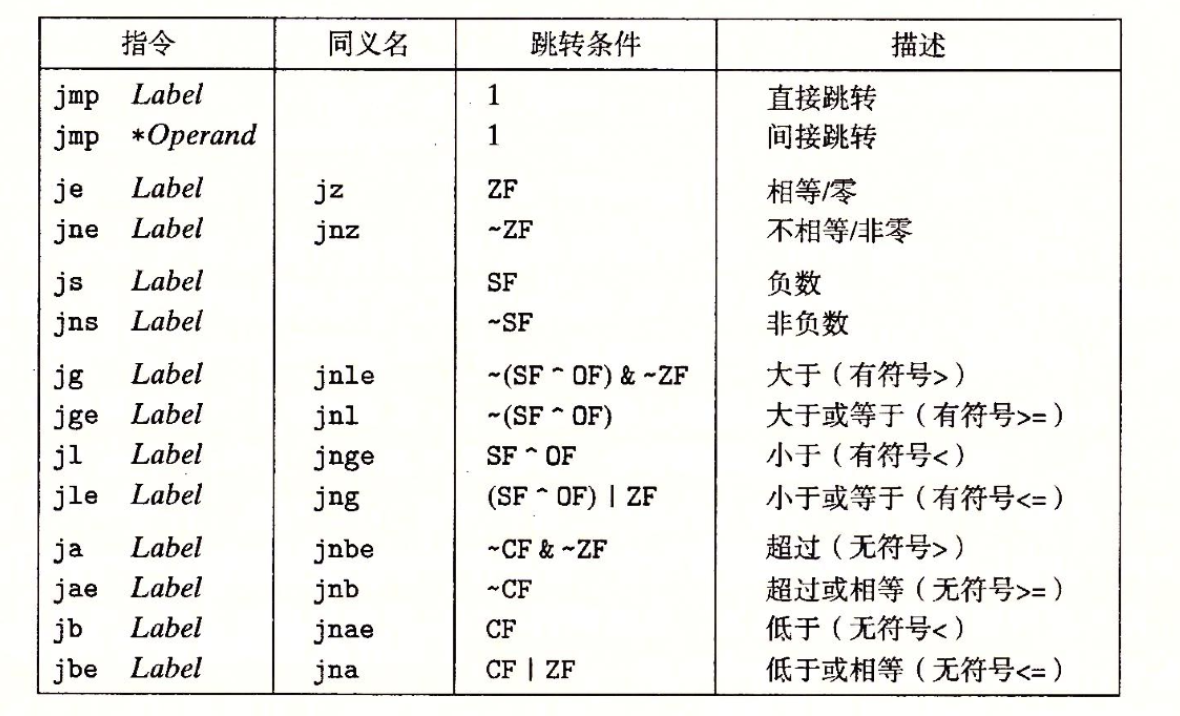 指令 同义名 跳转条件 描述
jmp Label 1 直接跳转
jmp *Operand 1 间接跳转
je Label jz ZF 相等/零
jne Label jnz ~ZF 不相等/非零
js Label SF 负数
jns Label ~SF 非负数
jg Label jnle ~(SF ^ OF) & ~ZF 大于（有符号>）
jge Label jnl ~(SF ^ OF) 大于或等于（有符号>=）
jl Label jnge SF ^ OF 小于（有符号<）
jle Label jng (SF ^ OF) | ZF 小于或等于（有符号<=）
ja Label jnbe ~CF & ~ZF 超过（无符号>）
jae Label jnb ~CF 超过或相等（无符号>=）
jb Label jnae CF 低于（无符号<）
jbe Label jna CF | ZF 低于或相等（无符号<=）